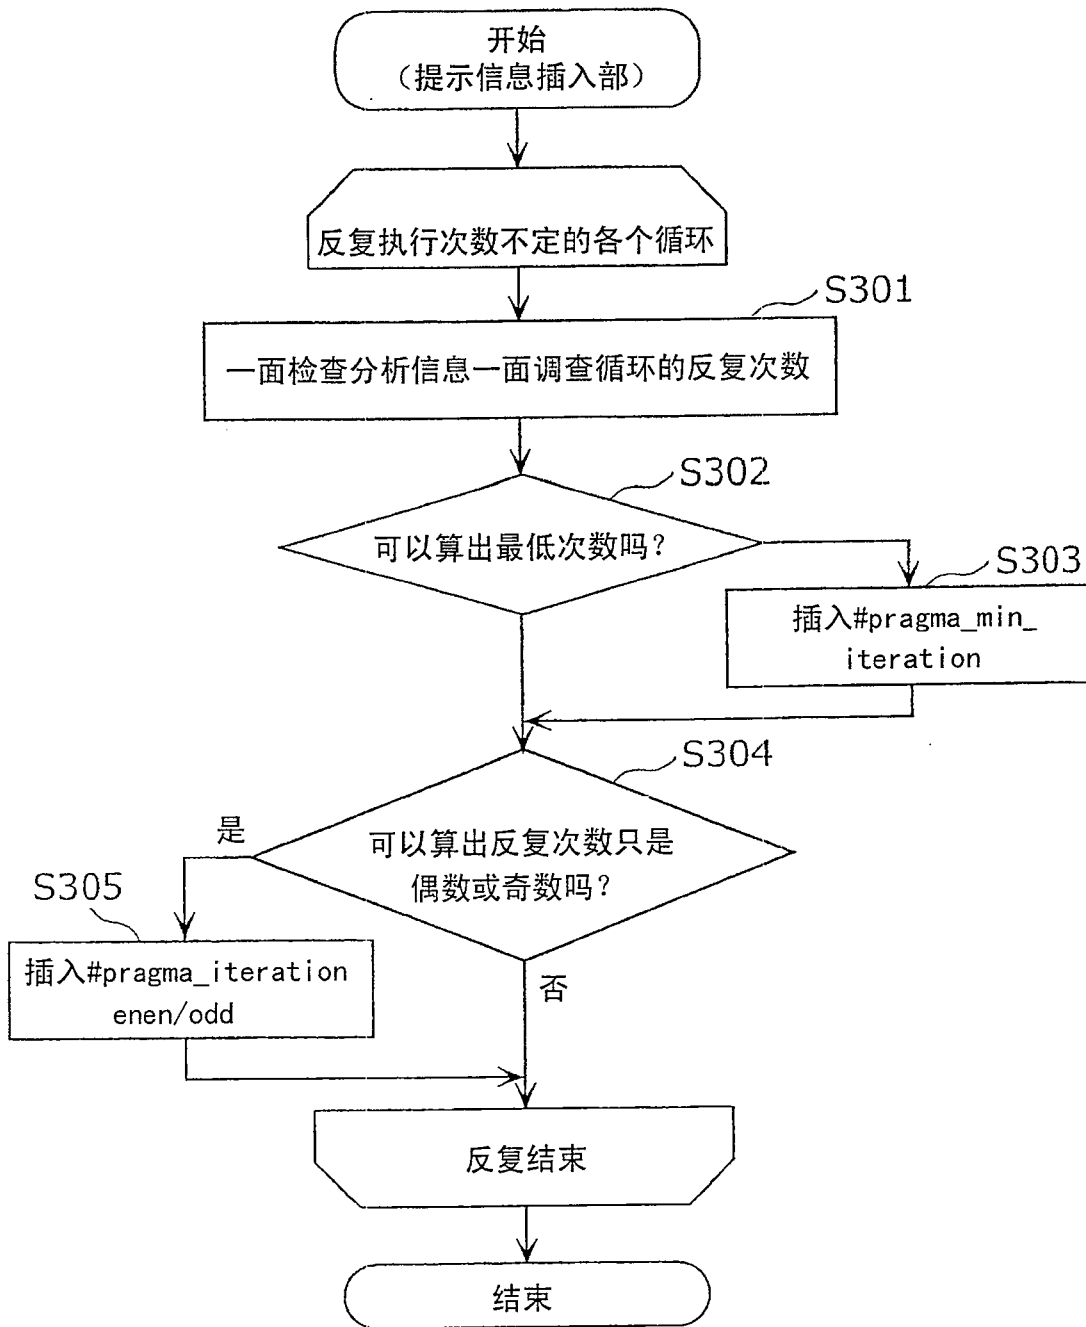 开始
（提示信息插入部）
反复执行次数不定的各个循环
S301
一面检查分析信息一面调查循环的反复次数
S302
可以算出最低次数吗？
S303
插入#pragma_min_
iteration
S304
可以算出反复次数只是
偶数或奇数吗？
是
S305
插入#pragma_iteration
enen/odd
否
反复结束
结束